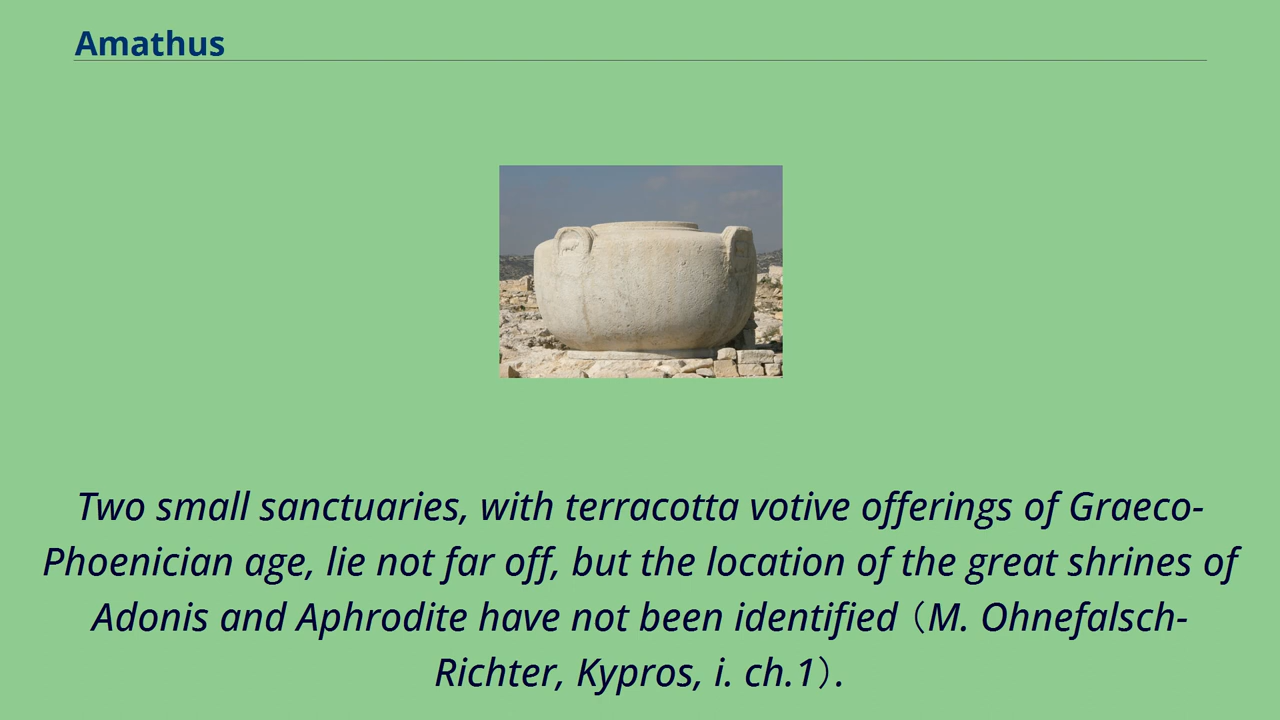 Amathus
Two small sanctuaries, with terracotta votive offerings of Graeco-
Phoenician age, lie not far off, but the location of the great shrines of
Adonis and Aphrodite have not been identified (M. Ohnefalsch-
Richter, Kypros, i. ch.1).